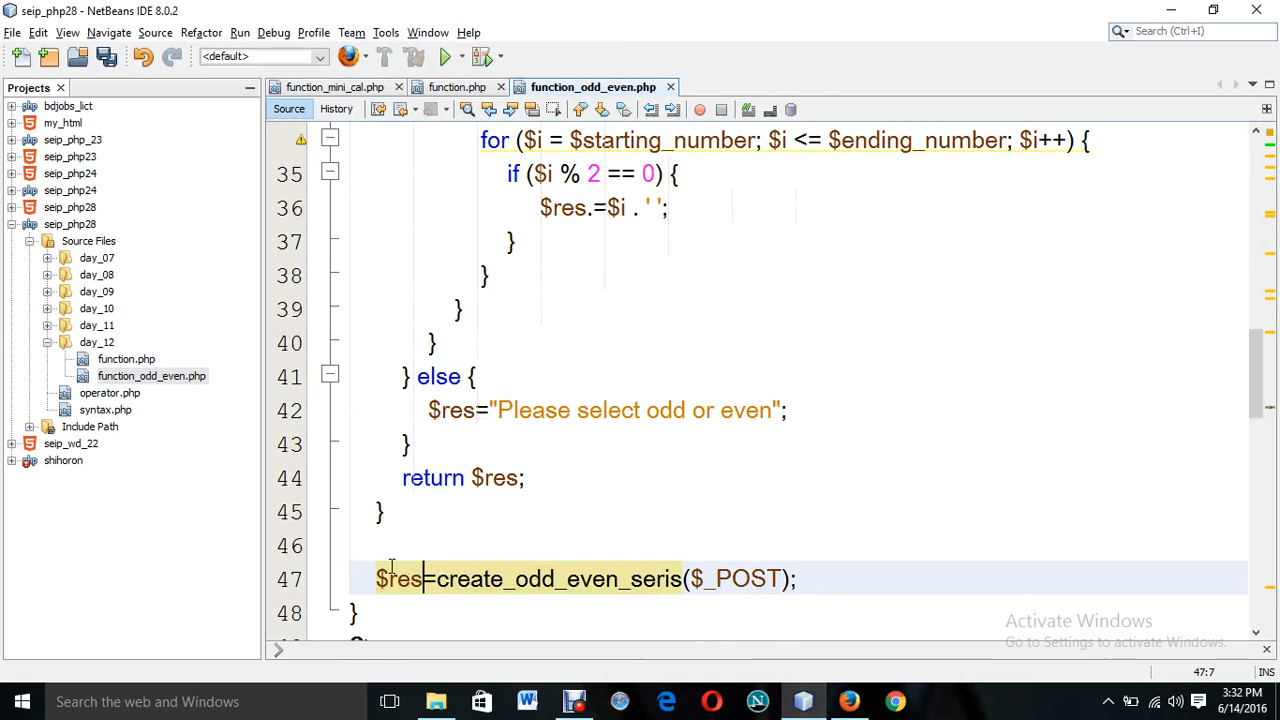 seip_php28 - NetBeans IDE 8.0.2
File Edit View Navigate Source Refactor Run Debug Profile Team Tools Window Help
Search (Ctrl+I)
<default>
Projects
function_mini_cal.php function.php function_odd_even.php
Source History
bdjobs_lict
my_html
seip_php_23
seip_php23
seip_php24
seip_php24
seip_php28
seip_php28
Source Files
day_07
day_08
day_09
day_10
day_11
day_12
function.php
function_odd_even.php
operator.php
syntax.php
Include Path
seip_wd_22
shihoron
for ($i = $starting_number; $i <= $ending_number; $i++) {
35 if ($i % 2 == 0) {
36 $res.=$i . ' ';
37 }
38 }
39 }
40 }
41 } else {
42 $res="Please select odd or even";
43 }
44 return $res;
45 }
46
47 $res=create_odd_even_seris($_POST);
48 }
Activate Windows
Go to Settings to activate Windows.
47:7 INS
Search the web and Windows
3:32 PM
6/14/2016